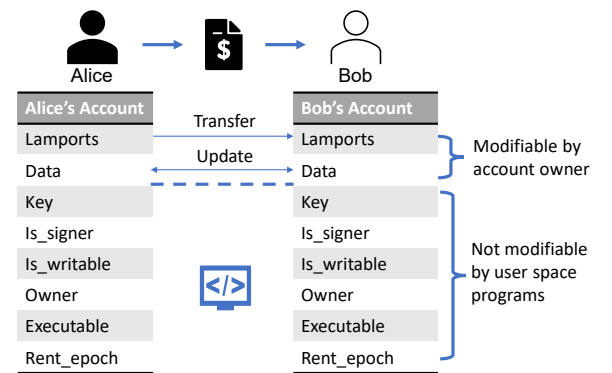 $
Alice
Bob
Alice's Account
Bob's Account
Transfer
Lamports
Lamports
Update
Data
Data
Modifiable by
account owner
Key
Key
Is_signer
Is_signer
Is_writable
Is_writable
</>
Owner
Owner
Executable
Executable
Rent_epoch
Rent_epoch
Not modifiable
by user space
programs